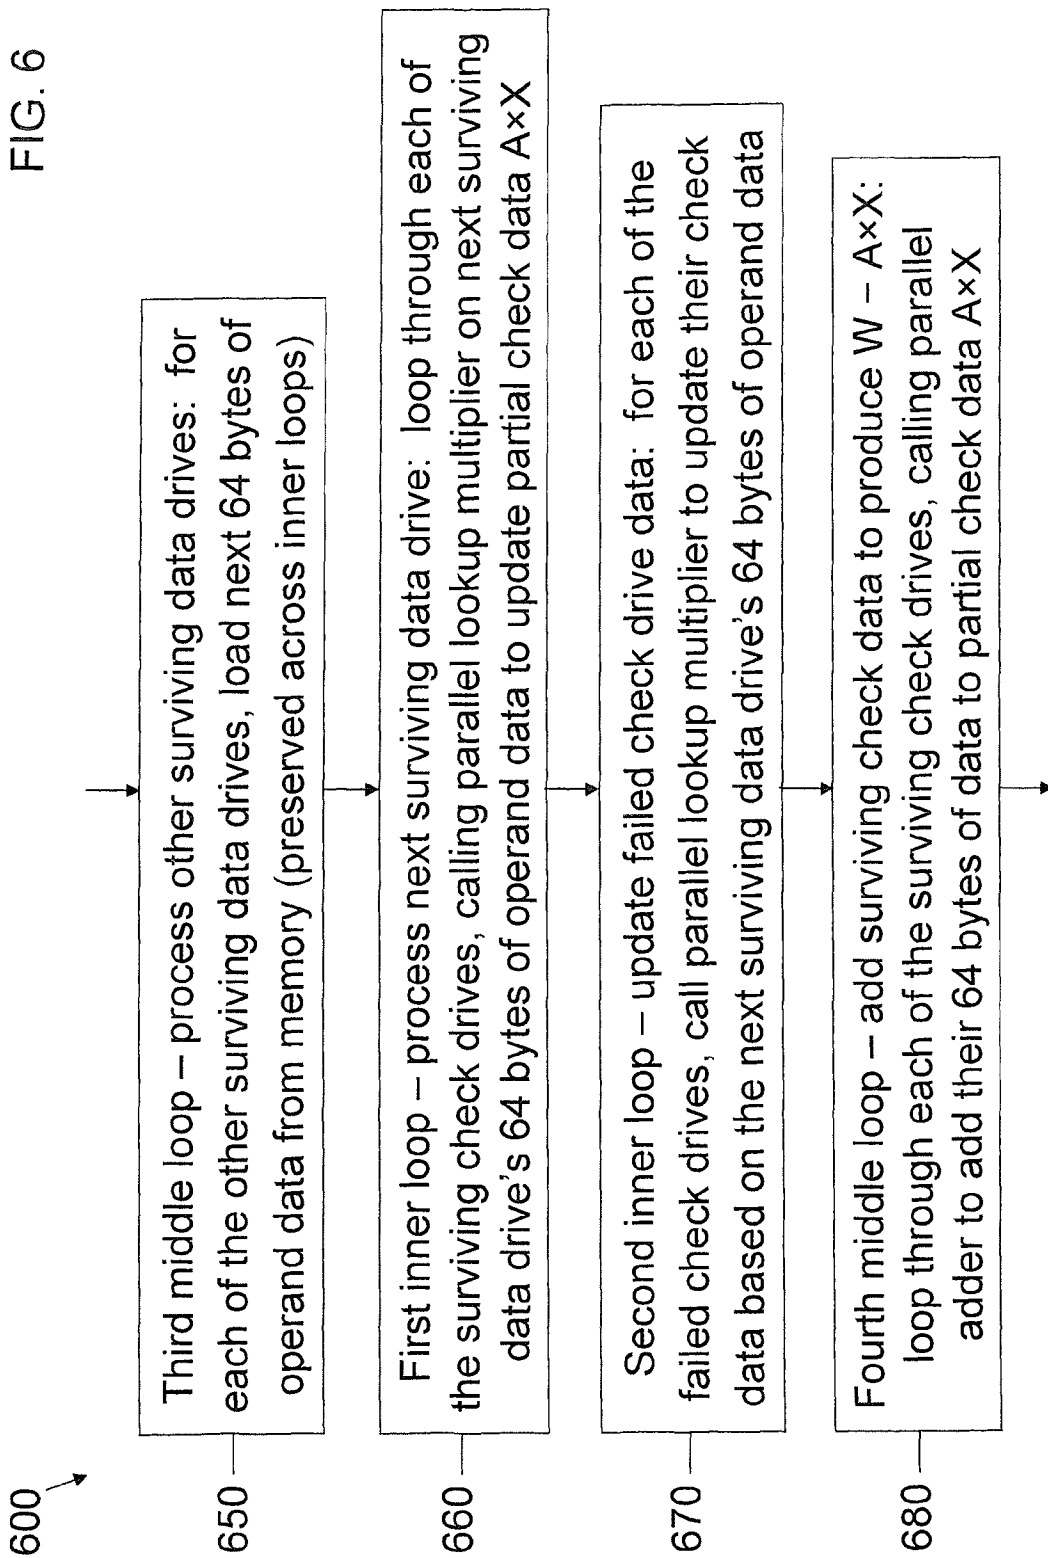 FIG. 6
600
650
Third middle loop – process other surviving data drives: for
each of the other surviving data drives, load next 64 bytes of
operand data from memory (preserved across inner loops)
660
First inner loop – process next surviving data drive: loop through each of
the surviving check drives, calling parallel lookup multiplier on next surviving
data drive's 64 bytes of operand data to update partial check data A×X
670
Second inner loop – update failed check drive data: for each of the
failed check drives, call parallel lookup multiplier to update their check
data based on the next surviving data drive's 64 bytes of operand data
680
Fourth middle loop – add surviving check data to produce W – A×X:
loop through each of the surviving check drives, calling parallel
adder to add their 64 bytes of data to partial check data A×X